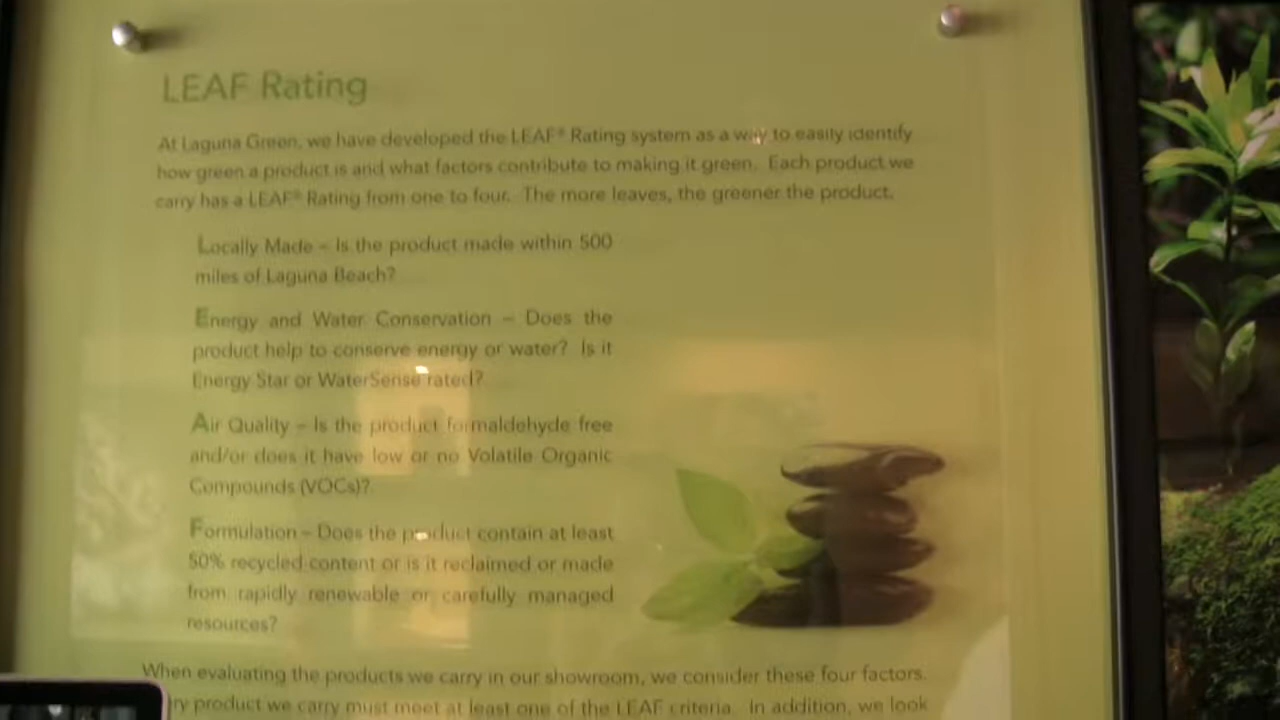 LEAF Rating
At Laguna Green, we have developed the LEAF® Rating system as a way to easily identify
how green a product is and what factors contribute to making it green. Each product we
carry has a LEAF® Rating from one to four. The more leaves, the greener the product.
Locally Made – Is the product made within 500
miles of Laguna Beach?
Energy and Water Conservation – Does the
product help to conserve energy or water? Is it
Energy Star or WaterSense rated?
Air Quality – Is the product formaldehyde free
and/or does it have low or no Volatile Organic
Compounds (VOCs)?
Formulation – Does the product contain at least
50% recycled content or is it reclaimed or made
from rapidly renewable or carefully managed
resources?
When evaluating the products we carry in our showroom, we consider these four factors.
product we carry must meet at least one of the LEAF criteria. In addition, we look